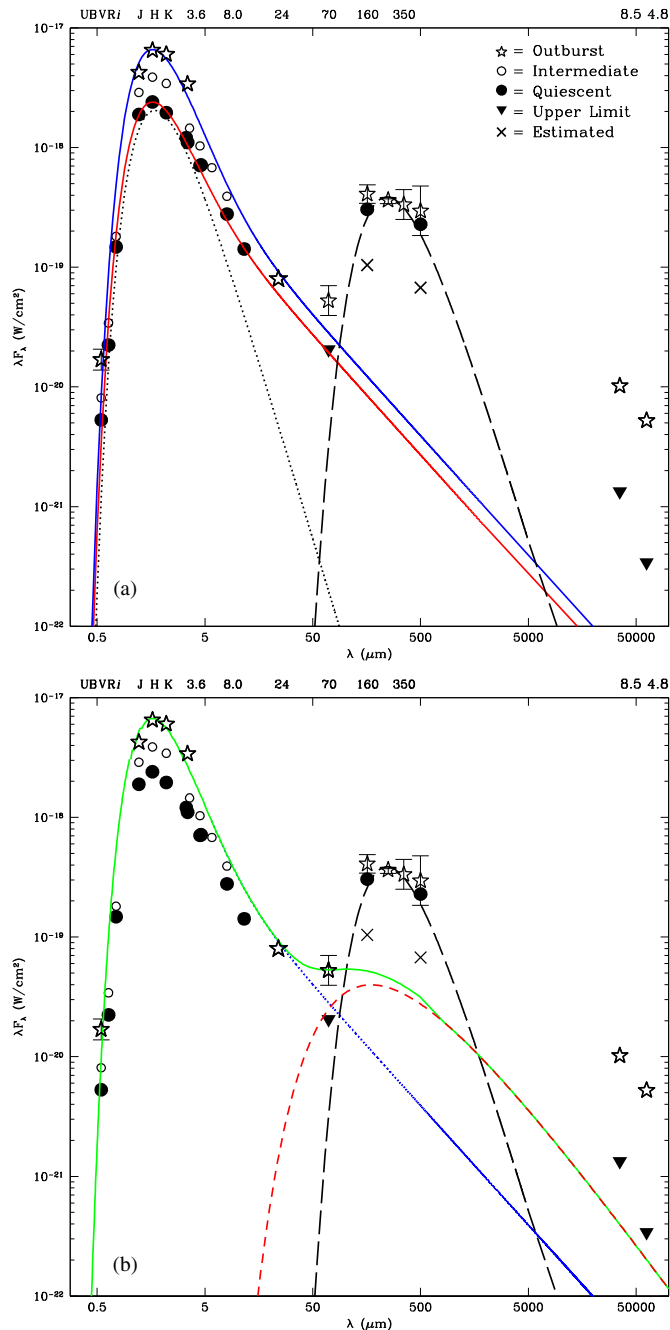 UBVRi J H K 3.6 8.0 24 70 160 350 8.5 4.8
10⁻¹⁷
☆ = Outburst
○ = Intermediate
● = Quiescent
▼ = Upper Limit
× = Estimated
10⁻¹⁸
10⁻¹⁹
λFλ (W/cm²)
10⁻²⁰
10⁻²¹
(a)
10⁻²²
0.5 5 50 500 5000 50000
λ (μm)
UBVRi J H K 3.6 8.0 24 70 160 350 8.5 4.8
10⁻¹⁷
10⁻¹⁸
10⁻¹⁹
λFλ (W/cm²)
10⁻²⁰
10⁻²¹
(b)
10⁻²²
0.5 5 50 500 5000 50000
λ (μm)